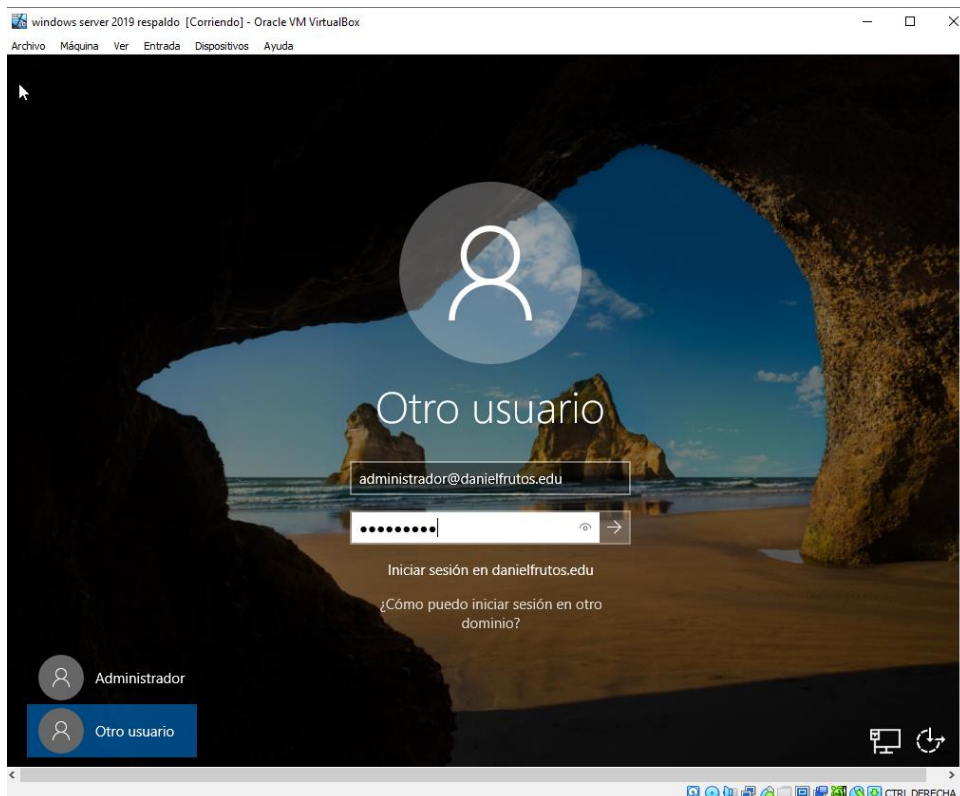 windows server 2019 respaldo [Corriendo] - Oracle VM VirtualBox
Archivo Máquina Ver Entrada Dispositivos Ayuda
Otro usuario
administrador@danielfrutos.edu
•••••••••
Iniciar sesión en danielfrutos.edu
¿Cómo puedo iniciar sesión en otro
dominio?
Administrador
Otro usuario
CTRL DERECHA